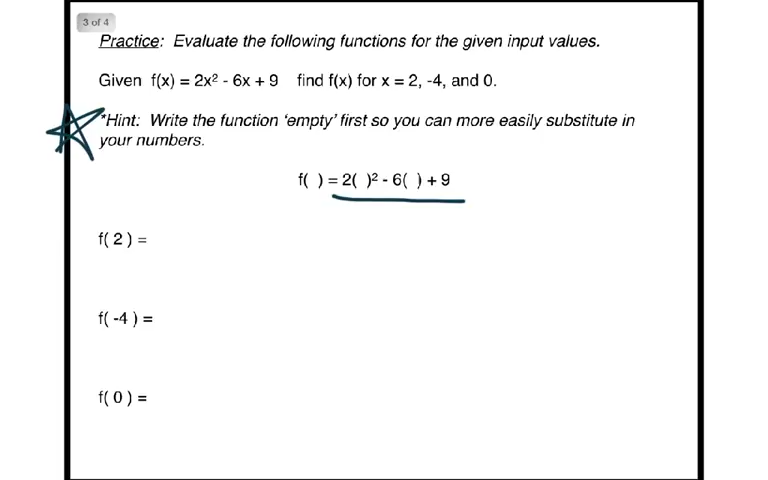 3 of 4
Practice: Evaluate the following functions for the given input values.
Given f(x) = 2x² - 6x + 9 find f(x) for x = 2, -4, and 0.
*Hint: Write the function ‘empty’ first so you can more easily substitute in
your numbers.
f( ) = 2( )² - 6( ) + 9
f( 2 ) =
f( -4 ) =
f( 0 ) =